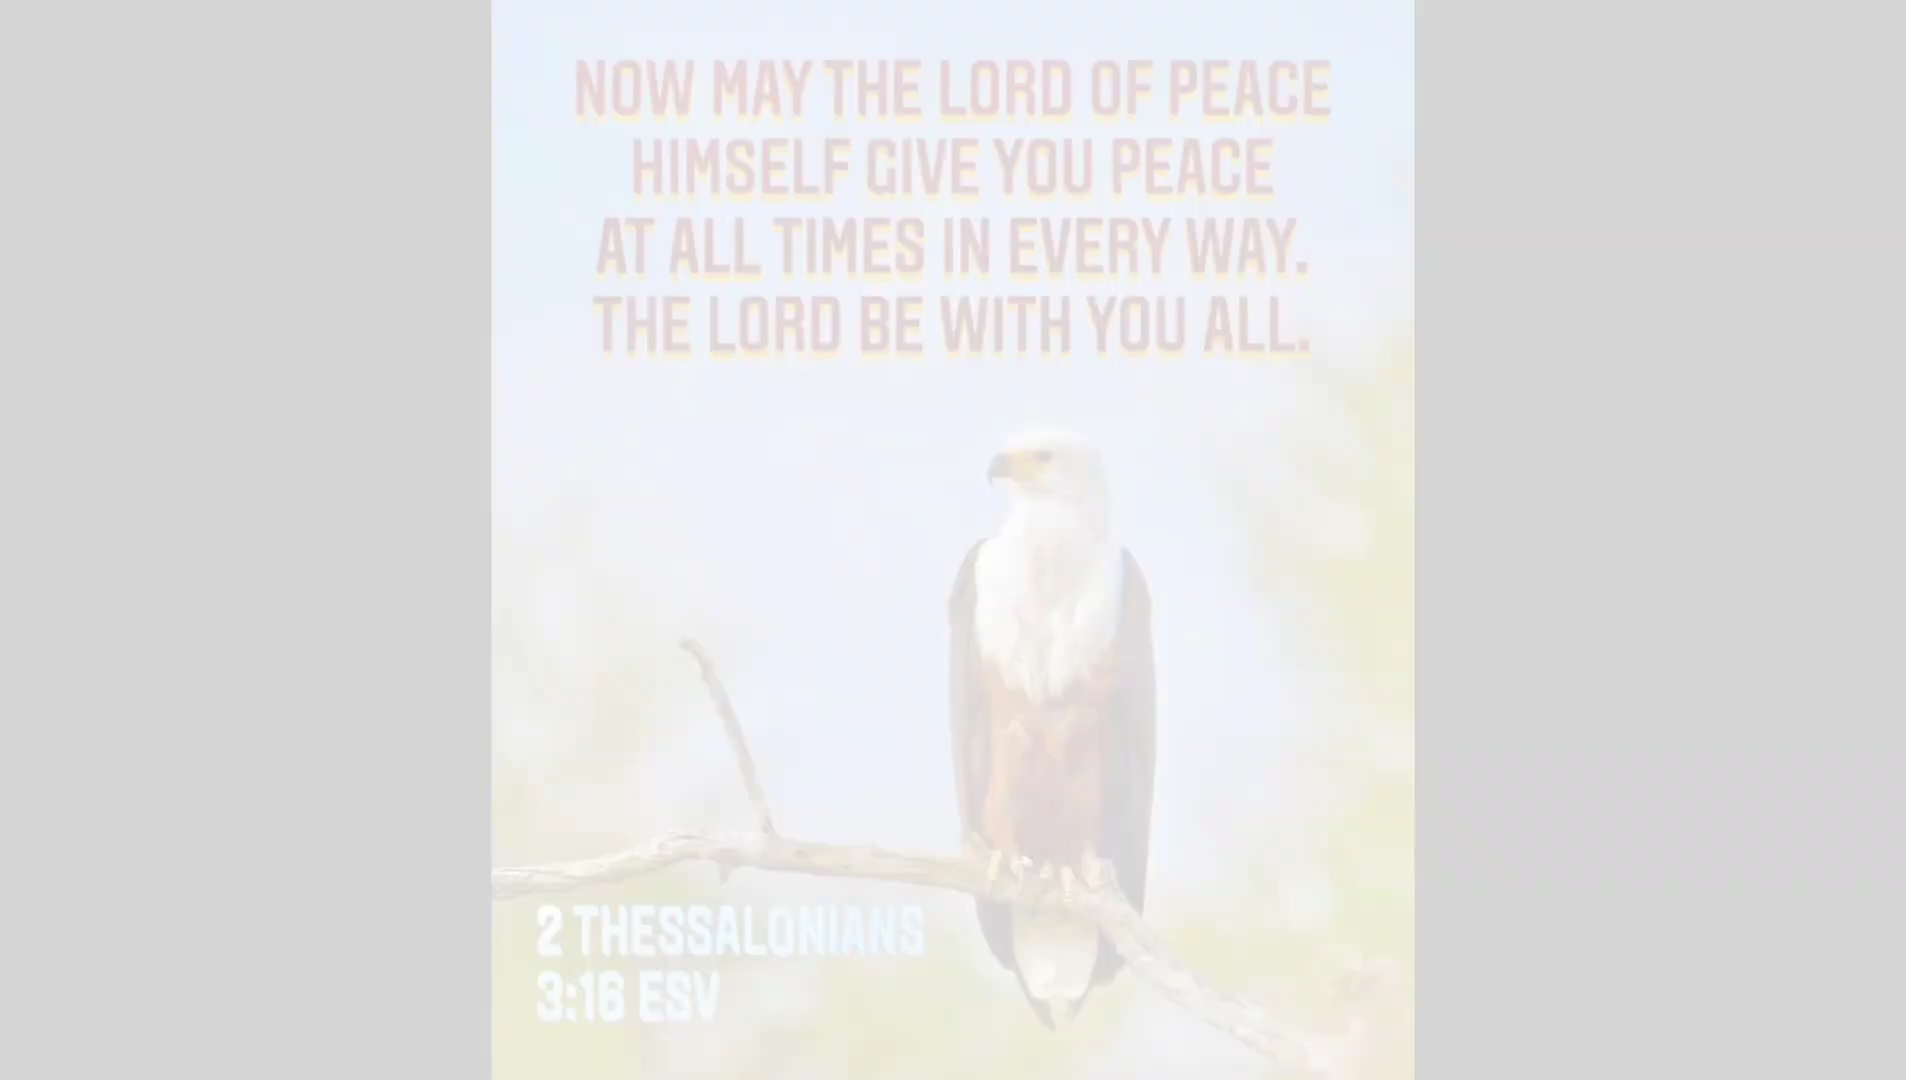 NOW MAY THE LORD OF PEACE
HIMSELF GIVE YOU PEACE
AT ALL TIMES IN EVERY WAY.
THE LORD BE WITH YOU ALL.
2 THESSALONIANS
3:16 ESV